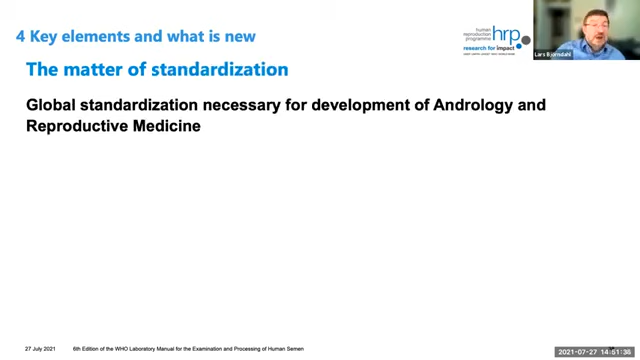 4 Key elements and what is new
human
reproduction
programme
hrp
research for impact
Lars Björndahl
The matter of standardization
Global standardization necessary for development of Andrology and
Reproductive Medicine
27 July 2021
6th Edition of the WHO Laboratory Manual for the Examination and Processing of Human Semen
2021-07-27 14:51:36